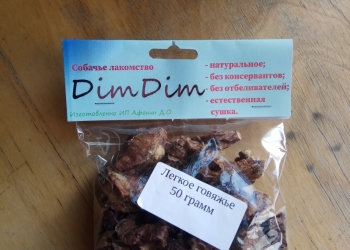 Собачье лакомство
DimDim
Изготовлено ИП Афонин Д.О.
- натуральное;
- без консервантов;
- без отбеливателей;
- естественная
сушка.
Легкое говяжье
50 грамм